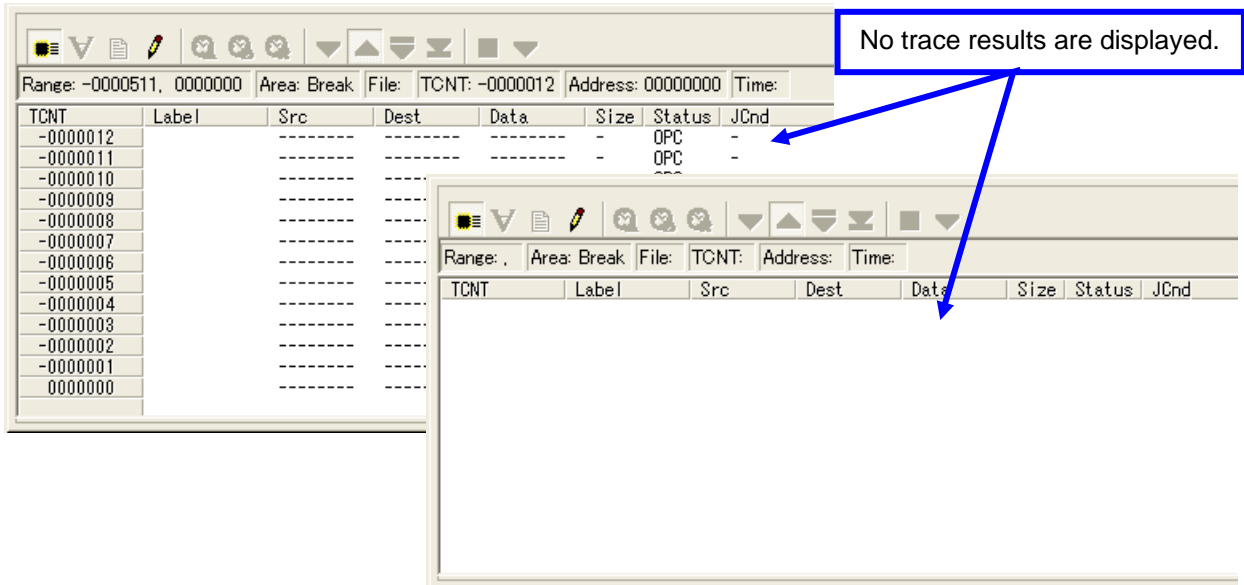 No trace results are displayed.
Range: -0000511, 0000000 Area: Break File: TCNT: -0000012 Address: 00000000 Time:
TCNT Label Src Dest Data Size Status JCnd
-0000012 -------- -------- -------- - OPC -
-0000011 -------- -------- -------- - OPC -
-0000010 -------- -----
-0000009 -------- -----
-0000008 -------- -----
-0000007 -------- -----
-0000006 -------- -----
-0000005 -------- -----
-0000004 -------- -----
-0000003 -------- -----
-0000002 -------- -----
-0000001 -------- -----
0000000 -------- -----
Range: , Area: Break File: TCNT: Address: Time:
TCNT Label Src Dest Data Size Status JCnd